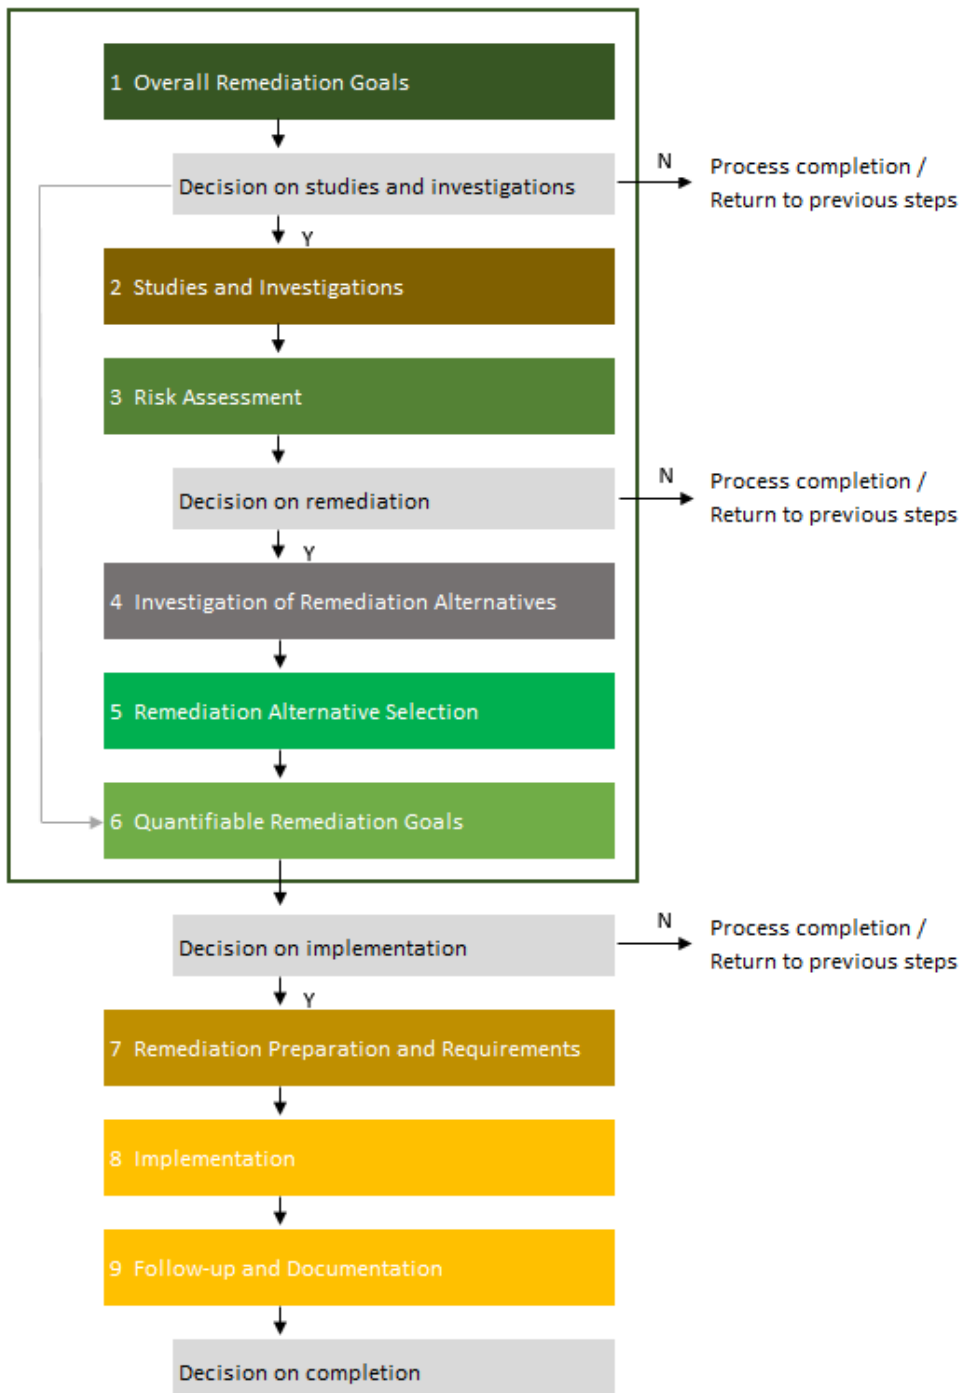 1 Overall Remediation Goals
Decision on studies and investigations
N
Process completion /
Return to previous steps
Y
2 Studies and Investigations
3 Risk Assessment
Decision on remediation
N
Process completion /
Return to previous steps
Y
4 Investigation of Remediation Alternatives
5 Remediation Alternative Selection
6 Quantifiable Remediation Goals
Decision on implementation
N
Process completion /
Return to previous steps
Y
7 Remediation Preparation and Requirements
8 Implementation
9 Follow-up and Documentation
Decision on completion